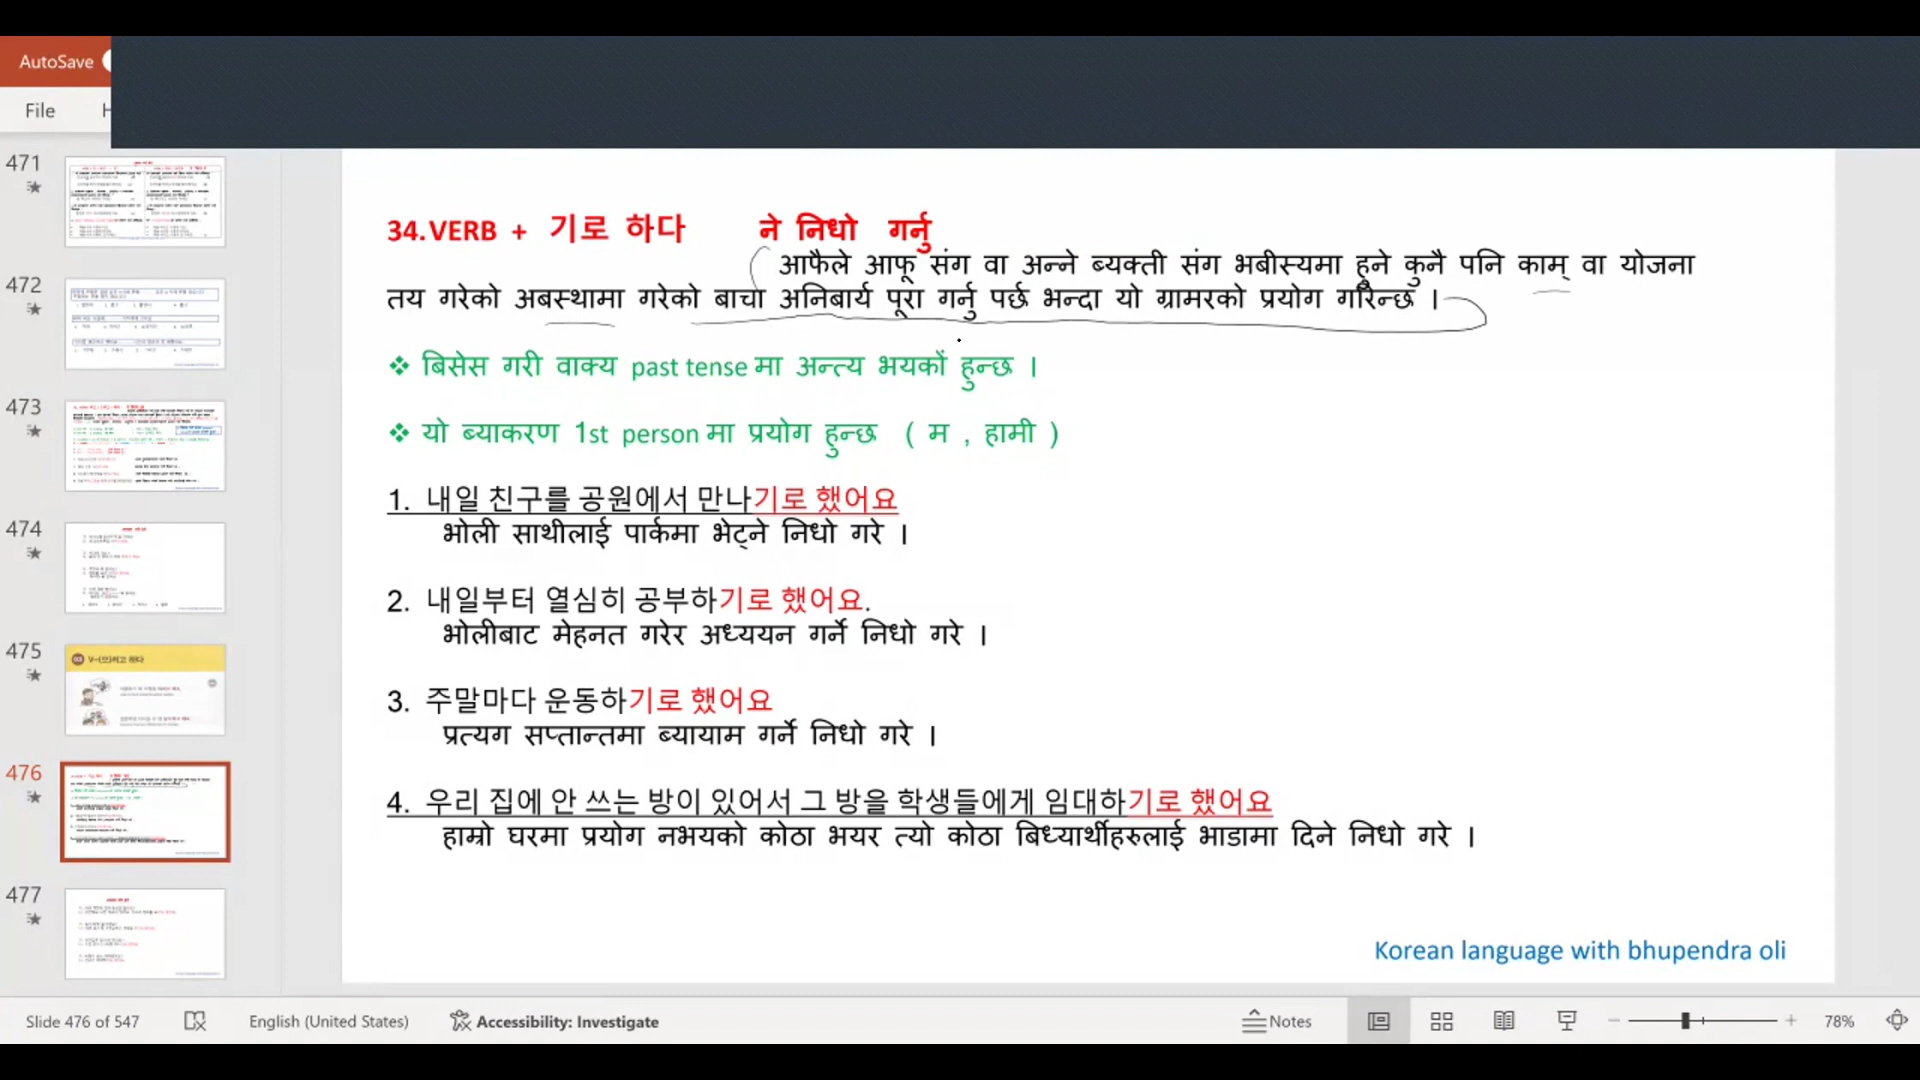 AutoSave
File
471
472
473
474
475
V-(으)려고 하다
476
477
34.VERB + 기로 하다 ने निधो गर्नु
आफैले आफू संग वा अन्ने ब्यक्ती संग भबीस्यमा हुने कुनै पनि काम् वा योजना
तय गरेको अबस्थामा गरेको बाचा अनिबार्य पूरा गर्नु पर्छ भन्दा यो ग्रामरको प्रयोग गरिन्छ ।
❖ बिसेस गरी वाक्य past tense मा अन्त्य भयकों हुन्छ ।
❖ यो ब्याकरण 1st person मा प्रयोग हुन्छ ( म , हामी )
1. 내일 친구를 공원에서 만나기로 했어요
भोली साथीलाई पार्कमा भेट्ने निधो गरे ।
2. 내일부터 열심히 공부하기로 했어요.
भोलीबाट मेहनत गरेर अध्ययन गर्ने निधो गरे ।
3. 주말마다 운동하기로 했어요
प्रत्यग सप्तान्तमा ब्यायाम गर्ने निधो गरे ।
4. 우리 집에 안 쓰는 방이 있어서 그 방을 학생들에게 임대하기로 했어요
हाम्रो घरमा प्रयोग नभयको कोठा भयर त्यो कोठा बिध्यार्थीहरुलाई भाडामा दिने निधो गरे ।
Korean language with bhupendra oli
Slide 476 of 547 English (United States) Accessibility: Investigate Notes 78%